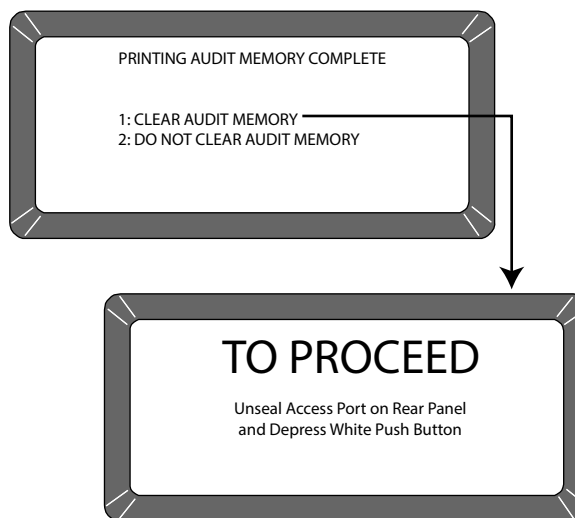 PRINTING AUDIT MEMORY COMPLETE
1: CLEAR AUDIT MEMORY
2: DO NOT CLEAR AUDIT MEMORY
TO PROCEED
Unseal Access Port on Rear Panel
and Depress White Push Button